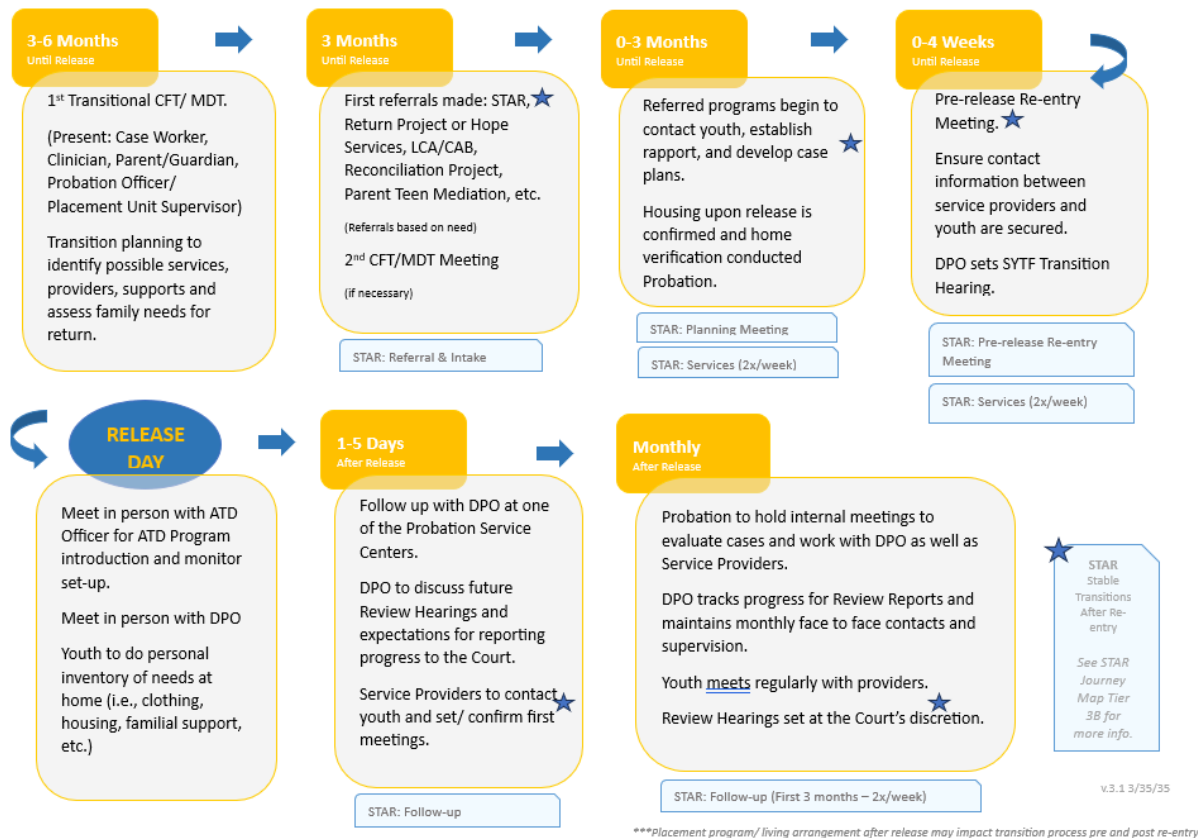 3-6 Months
Until Release
1st Transitional CFT/ MDT.
(Present: Case Worker,
Clinician, Parent/Guardian,
Probation Officer/
Placement Unit Supervisor)
Transition planning to
identify possible services,
providers, supports and
assess family needs for
return.
3 Months
Until Release
First referrals made: STAR,
Return Project or Hope
Services, LCA/CAB,
Reconciliation Project,
Parent Teen Mediation, etc.
(Referrals based on need)
2nd CFT/MDT Meeting
(if necessary)
STAR: Referral & Intake
0-3 Months
Until Release
Referred programs begin to
contact youth, establish
rapport, and develop case
plans.
Housing upon release is
confirmed and home
verification conducted
Probation.
STAR: Planning Meeting
STAR: Services (2x/week)
0-4 Weeks
Until Release
Pre-release Re-entry
Meeting.
Ensure contact
information between
service providers and
youth are secured.
DPO sets SYTF Transition
Hearing.
STAR: Pre-release Re-entry
Meeting
STAR: Services (2x/week)
RELEASE
DAY
Meet in person with ATD
Officer for ATD Program
introduction and monitor
set-up.
Meet in person with DPO
Youth to do personal
inventory of needs at
home (i.e., clothing,
housing, familial support,
etc.)
1-5 Days
After Release
Follow up with DPO at one
of the Probation Service
Centers.
DPO to discuss future
Review Hearings and
expectations for reporting
progress to the Court.
Service Providers to contact
youth and set/ confirm first
meetings.
STAR: Follow-up
Monthly
After Release
Probation to hold internal meetings to
evaluate cases and work with DPO as well as
Service Providers.
DPO tracks progress for Review Reports and
maintains monthly face to face contacts and
supervision.
Youth meets regularly with providers.
Review Hearings set at the Court’s discretion.
STAR: Follow-up (First 3 months – 2x/week)
STAR
Stable
Transitions
After Re-
entry
See STAR
Journey
Map Tier
3B for
more info.
v.3.1 3/35/35
***Placement program/ living arrangement after release may impact transition process pre and post re-entry